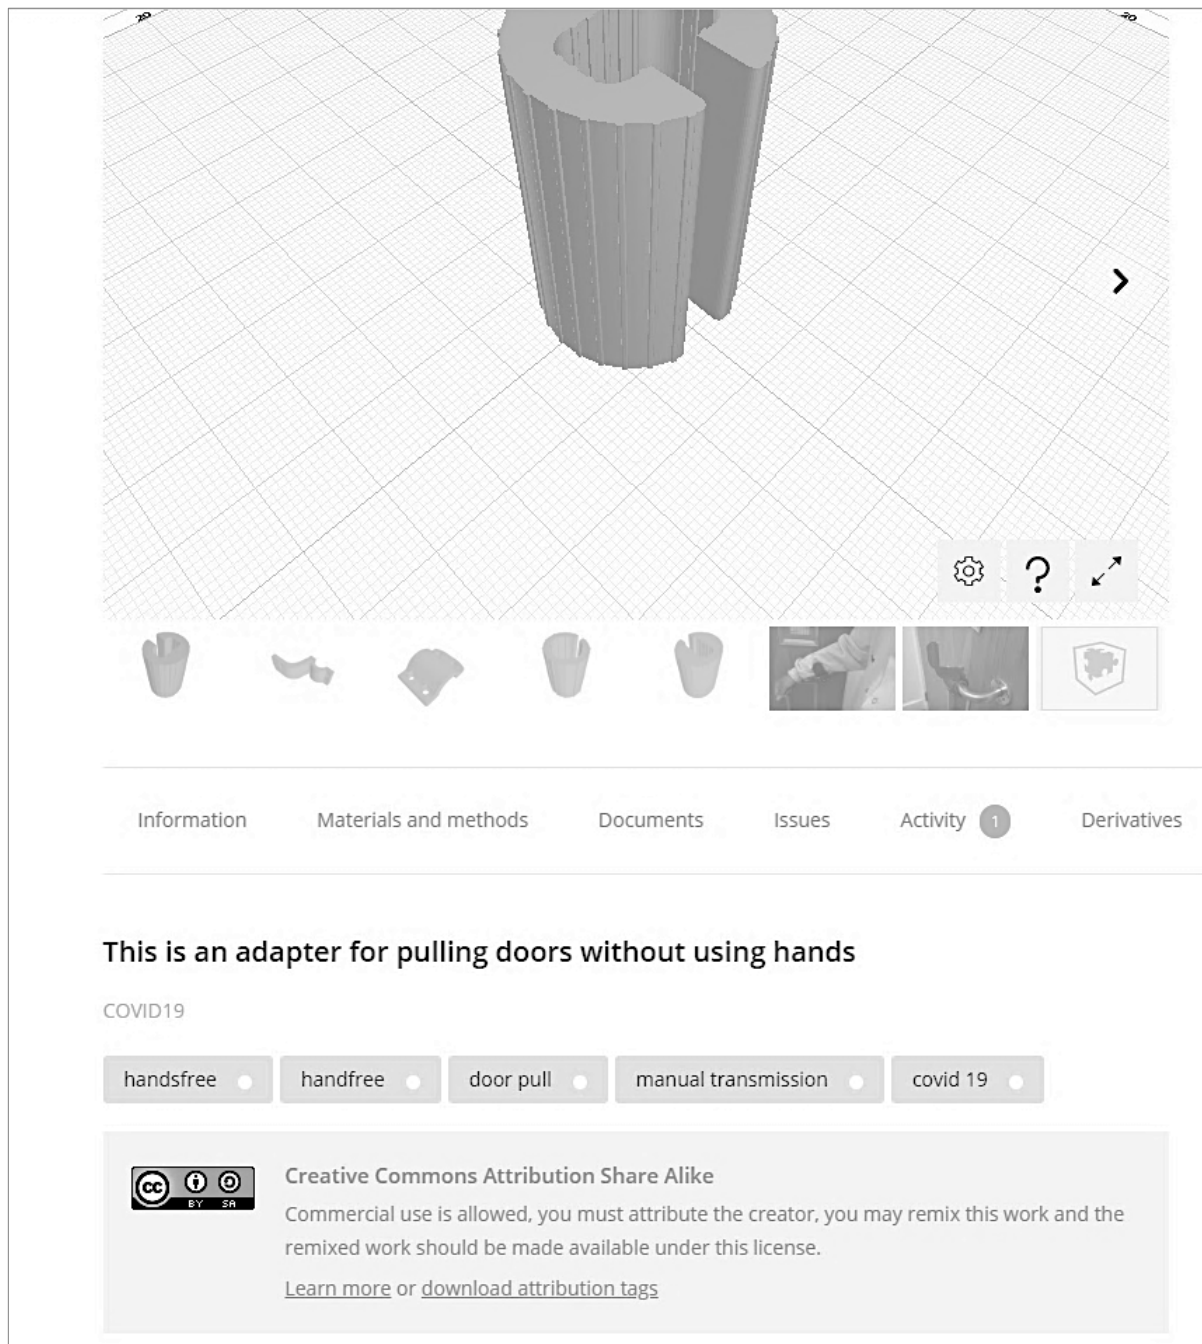 20
20
?
Information Materials and methods Documents Issues Activity 1 Derivatives
This is an adapter for pulling doors without using hands
COVID19
handsfree handfree door pull manual transmission covid 19
cc BY SA
Creative Commons Attribution Share Alike
Commercial use is allowed, you must attribute the creator, you may remix this work and the
remixed work should be made available under this license.
Learn more or download attribution tags